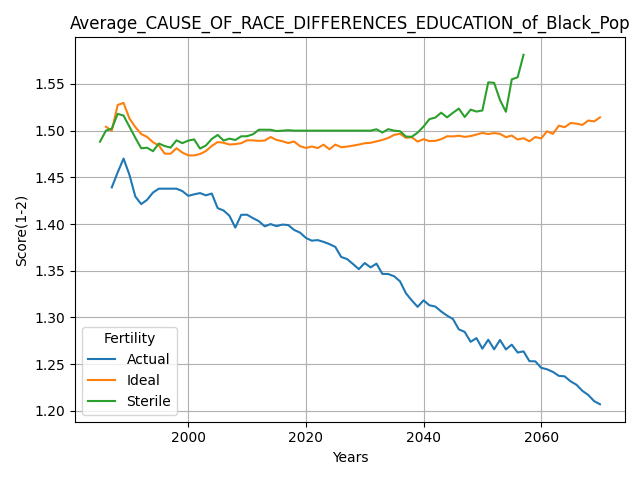 Average_CAUSE_OF_RACE_DIFFERENCES_EDUCATION_of_Black_Pop
1.55
1.50
1.45
1.40
1.35
1.30
1.25
1.20
Score(1-2)
Fertility
Actual
Ideal
Sterile
2000 2020 2040 2060
Years